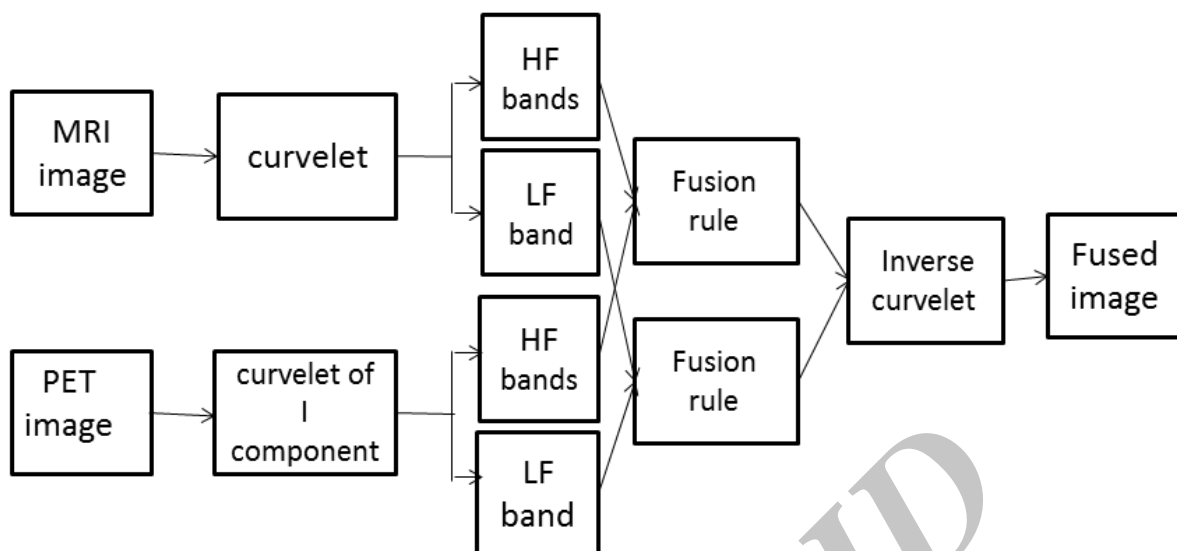 MRI
image
curvelet
HF
bands
LF
band
Fusion
rule
PET
image
curvelet of
I
component
HF
bands
LF
band
Fusion
rule
Inverse
curvelet
Fused
image